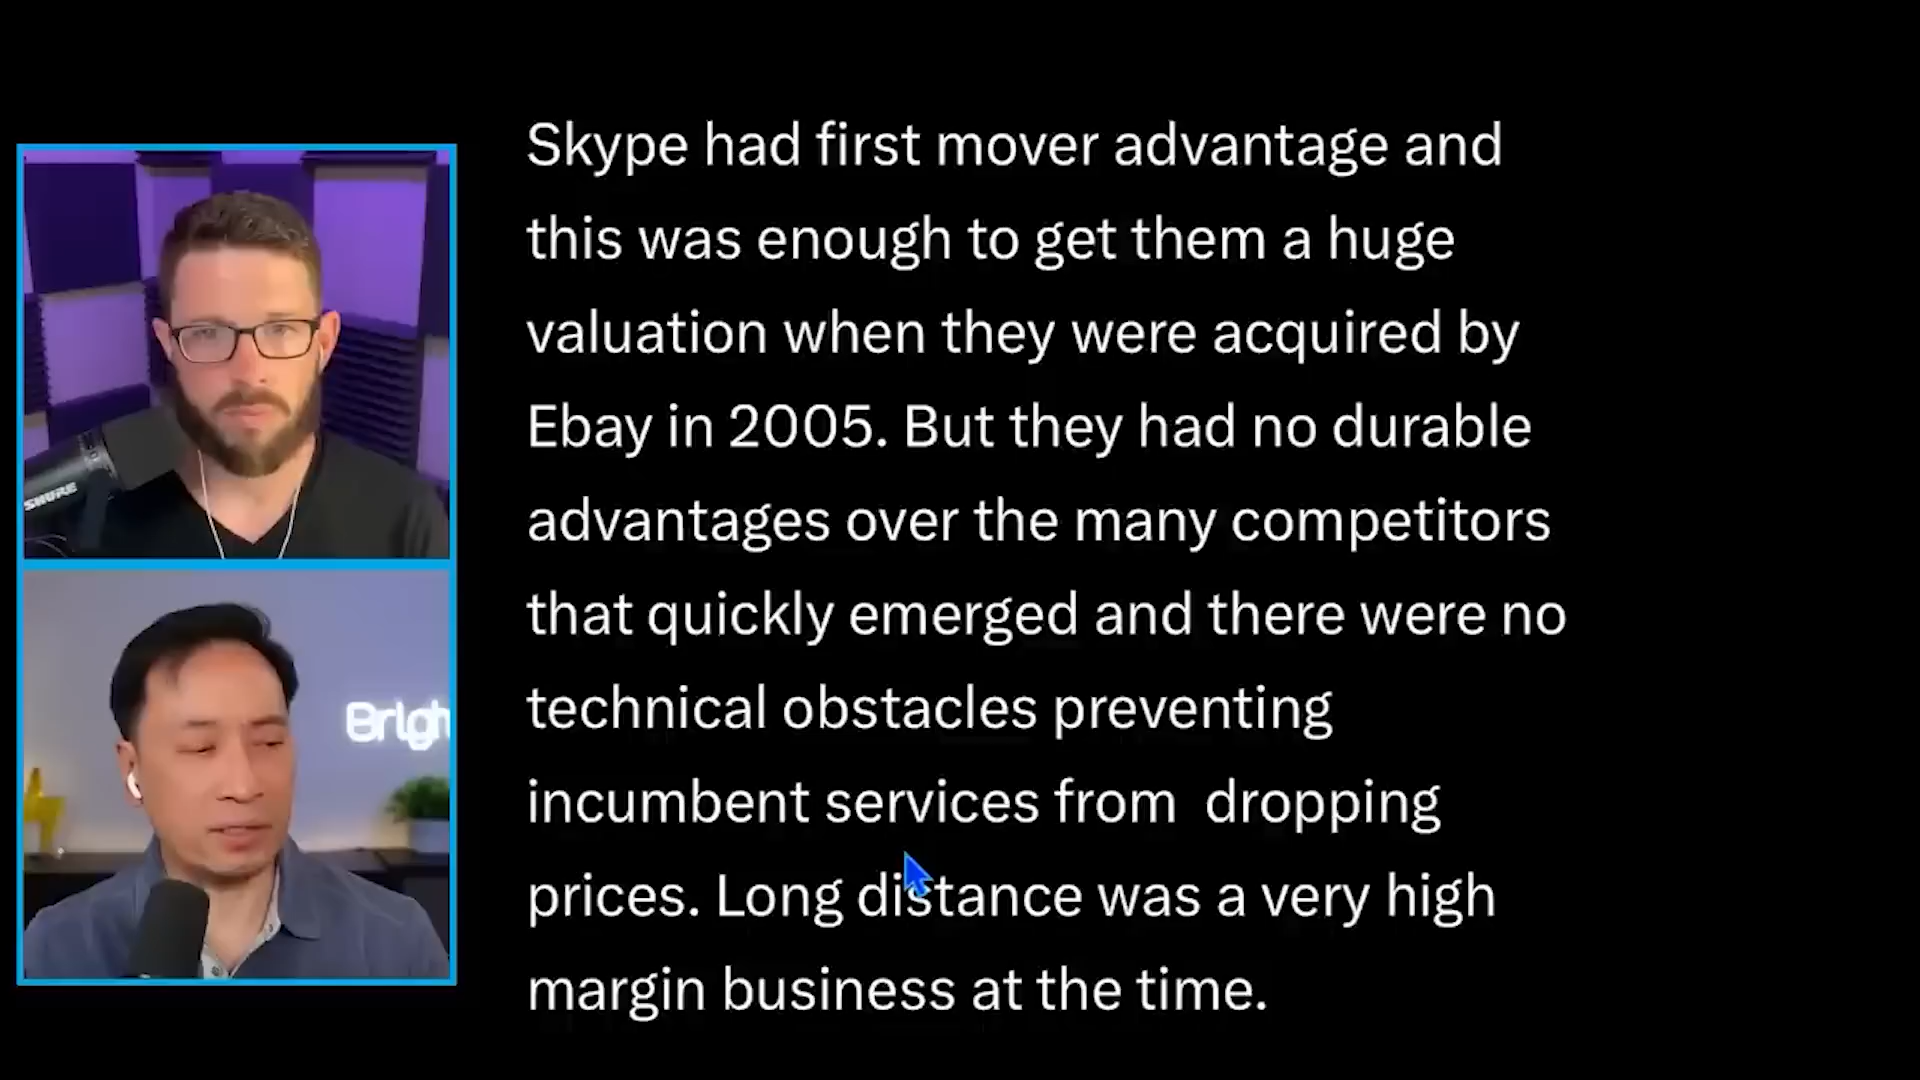 Skype had first mover advantage and
this was enough to get them a huge
valuation when they were acquired by
Ebay in 2005. But they had no durable
advantages over the many competitors
that quickly emerged and there were no
technical obstacles preventing
incumbent services from  dropping
prices. Long distance was a very high
margin business at the time.
SHURE
Brigh